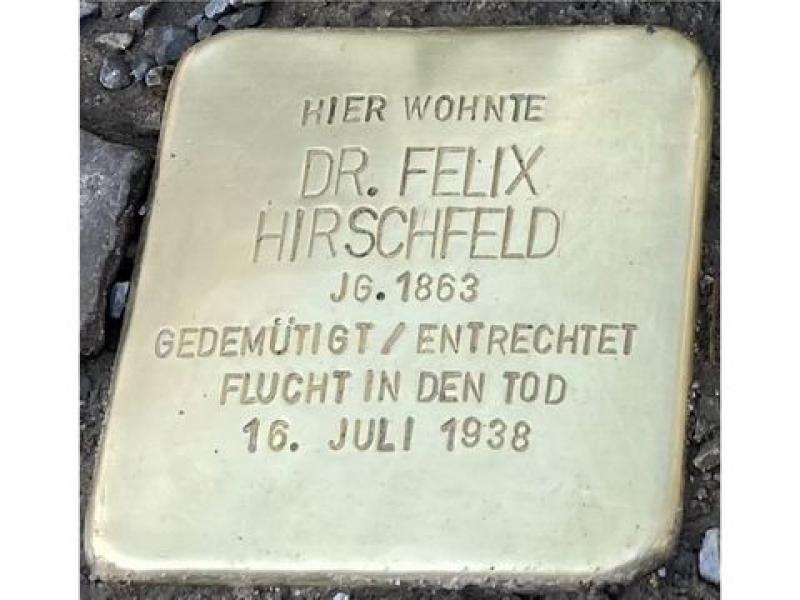 HIER WOHNTE
DR. FELIX
HIRSCHFELD
JG. 1863
GEDEMÜTIGT / ENTRECHTET
FLUCHT IN DEN TOD
16. JULI 1938